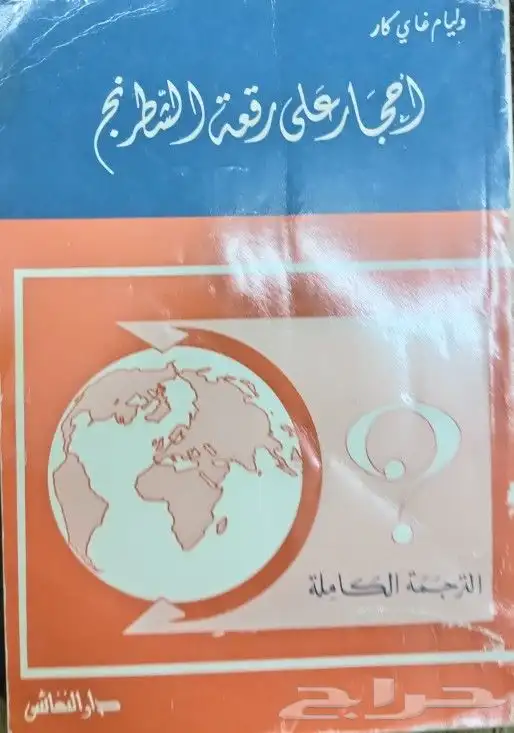 وليام غاي كار
أحجار على رقعة الشطرنج
؟
الترجمة الكاملة
دار النفائس
حراج